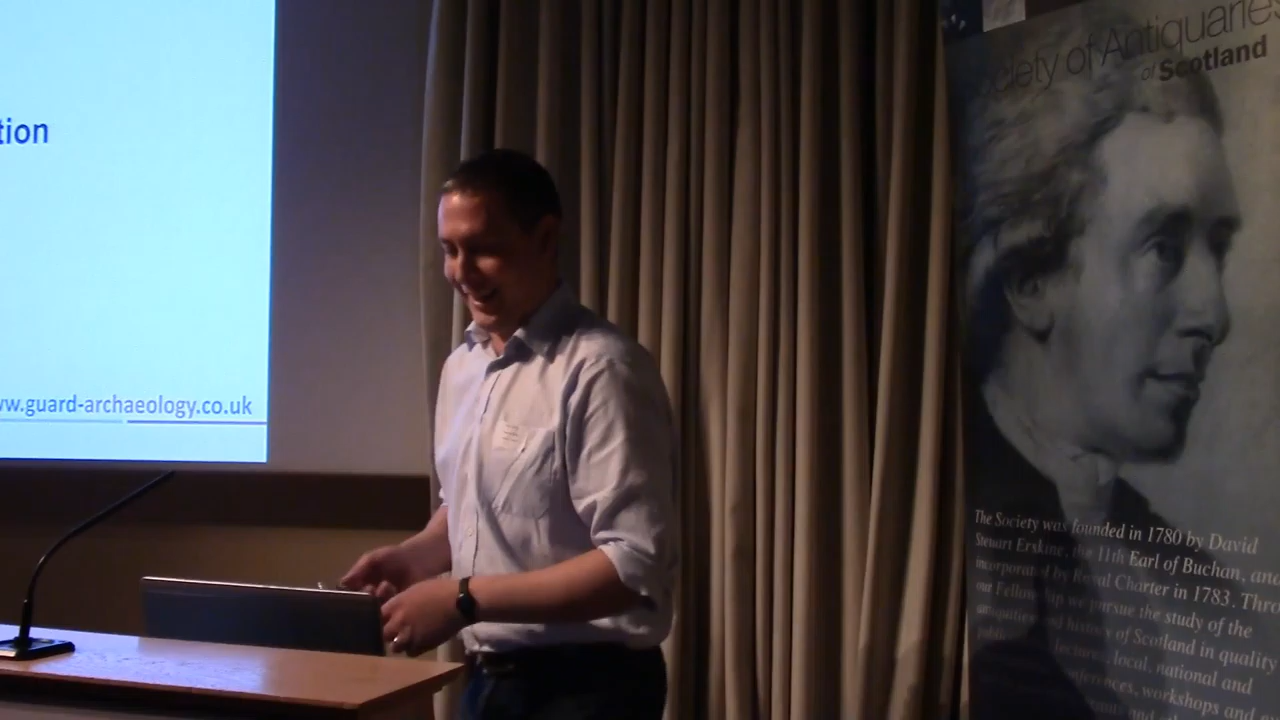 tion
ww.guard-archaeology.co.uk
Society of Antiquaries
of Scotland
The Society was founded in 1780 by David
Steuart Erskine, the 11th Earl of Buchan, and
incorporated by Royal Charter in 1783. Thro
our Fellowship we pursue the study of the
antiquities and history of Scotland in quality
lectures, local, national and
conferences, workshops and